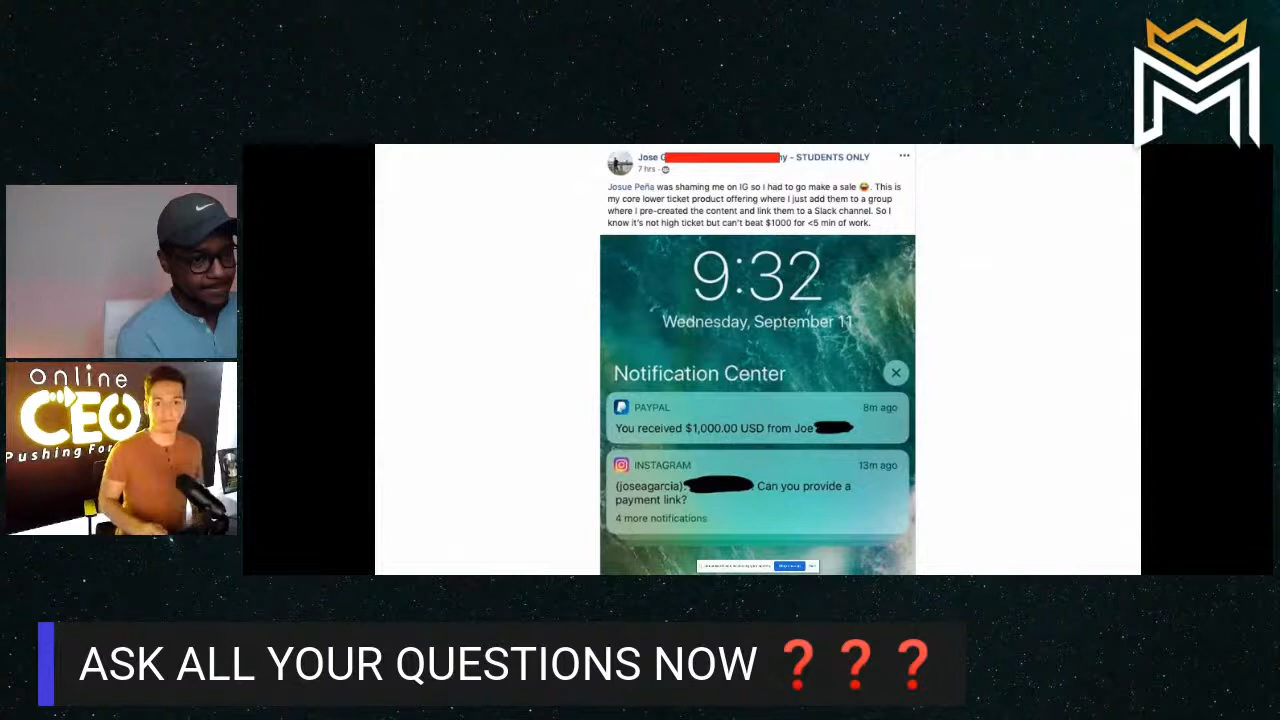 M
online
CEO
Pushing For
Jose G
y - STUDENTS ONLY
7 hrs ·
Josue Peña was shaming me on IG so i had to go make a sale 😂. This is
my core lower ticket product offering where I just add them to a group
where I pre-created the content and link them to a Slack channel. So I
know it's not high ticket but can't beat $1000 for <5 min of work.
9:32
Wednesday, September 11
Notification Center
PAYPAL
8m ago
You received $1,000.00 USD from Joe
INSTAGRAM
13m ago
(joseagarcia): Can you provide a
payment link?
4 more notifications
ASK ALL YOUR QUESTIONS NOW ❓❓❓